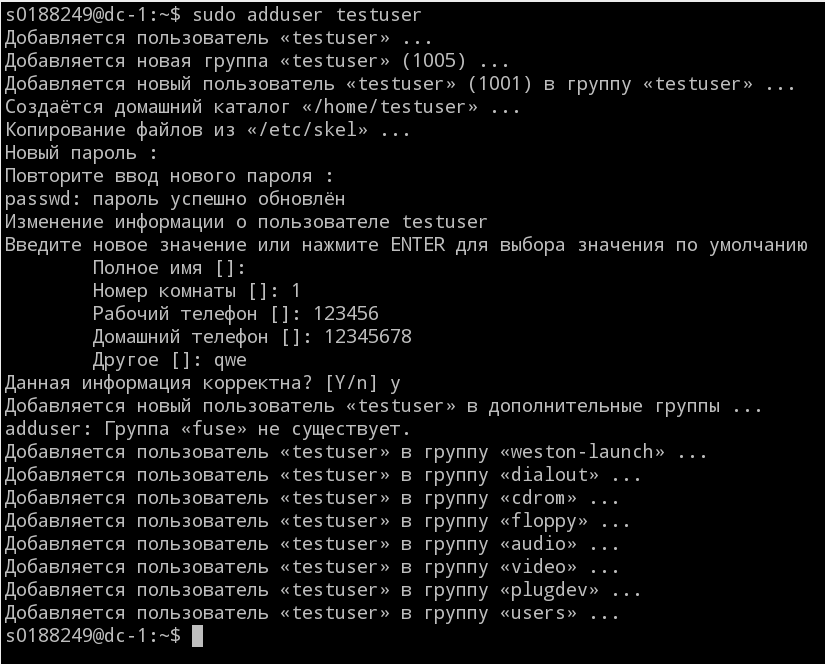 s0188249@dc-1:~$ sudo adduser testuser
Добавляется пользователь «testuser» ...
Добавляется новая группа «testuser» (1005) ...
Добавляется новый пользователь «testuser» (1001) в группу «testuser» ...
Создаётся домашний каталог «/home/testuser» ...
Копирование файлов из «/etc/skel» ...
Новый пароль :
Повторите ввод нового пароля :
passwd: пароль успешно обновлён
Изменение информации о пользователе testuser
Введите новое значение или нажмите ENTER для выбора значения по умолчанию
Полное имя []:
Номер комнаты []: 1
Рабочий телефон []: 123456
Домашний телефон []: 12345678
Другое []: qwe
Данная информация корректна? [Y/n] y
Добавляется новый пользователь «testuser» в дополнительные группы ...
adduser: Группа «fuse» не существует.
Добавляется пользователь «testuser» в группу «weston-launch» ...
Добавляется пользователь «testuser» в группу «dialout» ...
Добавляется пользователь «testuser» в группу «cdrom» ...
Добавляется пользователь «testuser» в группу «floppy» ...
Добавляется пользователь «testuser» в группу «audio» ...
Добавляется пользователь «testuser» в группу «video» ...
Добавляется пользователь «testuser» в группу «plugdev» ...
Добавляется пользователь «testuser» в группу «users» ...
s0188249@dc-1:~$